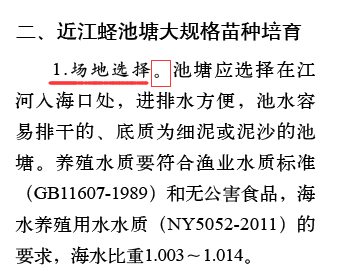 二、近江蛏池塘大规格苗种培育
1.场地选择。池塘应选择在江
河入海口处，进排水方便，池水容
易排干的、底质为细泥或泥沙的池
塘。养殖水质要符合渔业水质标准
（GB11607-1989）和无公害食品，海
水养殖用水水质（NY5052-2011）的
要求，海水比重1.003～1.014。